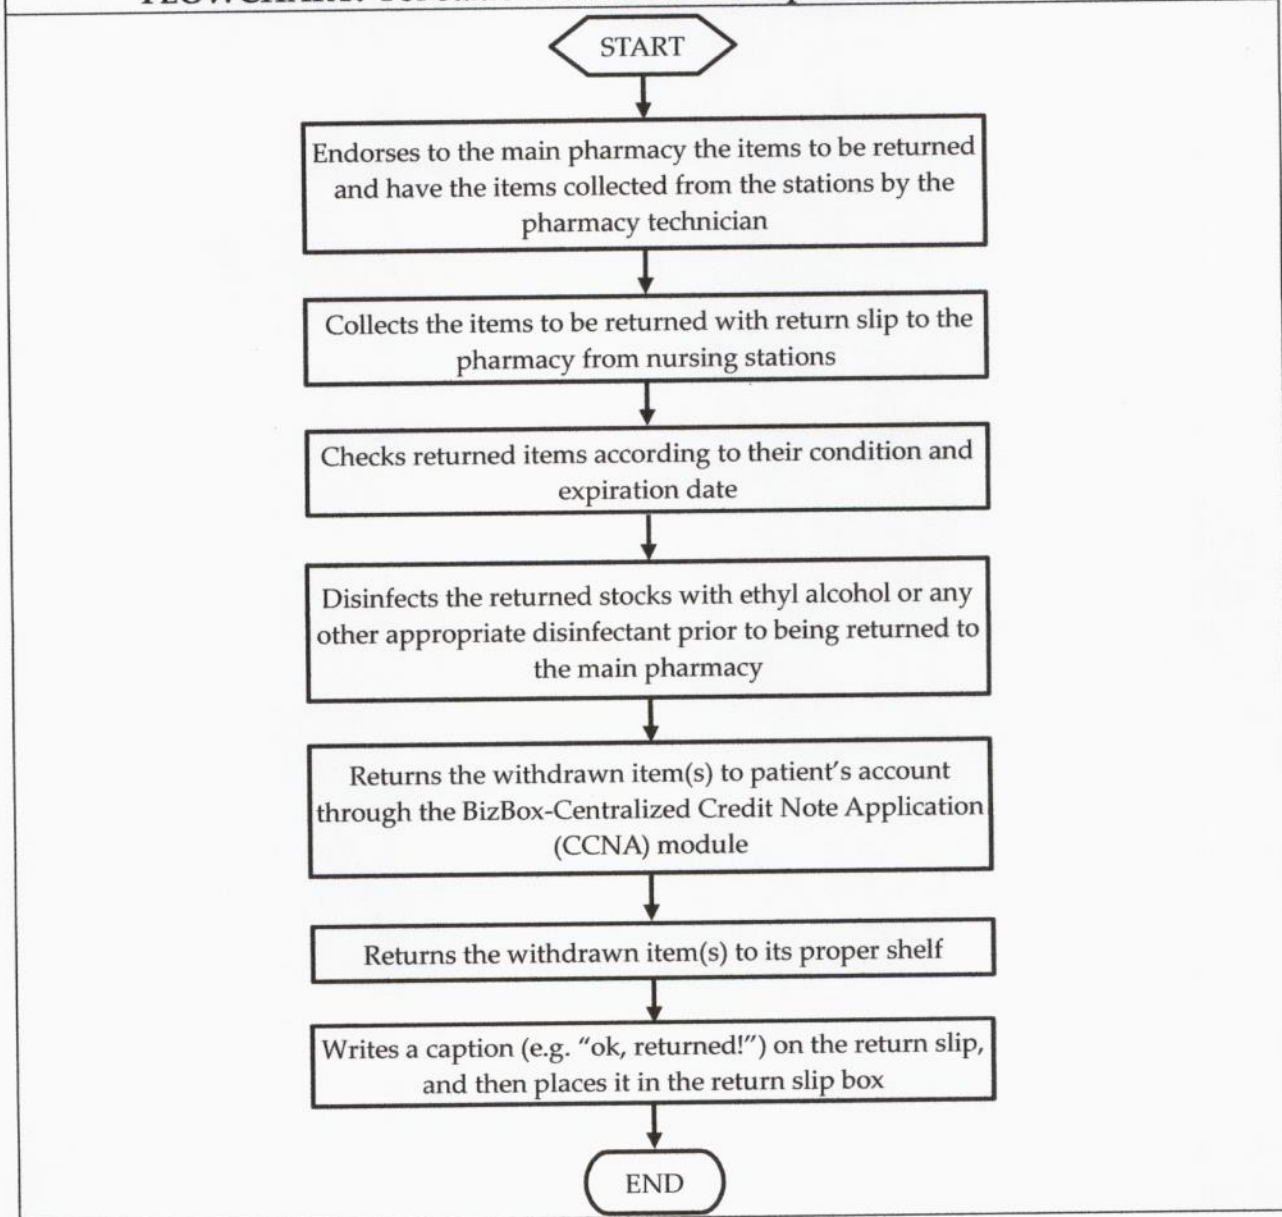 START
Endorses to the main pharmacy the items to be returned
and have the items collected from the stations by the
pharmacy technician
Collects the items to be returned with return slip to the
pharmacy from nursing stations
Checks returned items according to their condition and
expiration date
Disinfects the returned stocks with ethyl alcohol or any
other appropriate disinfectant prior to being returned to
the main pharmacy
Returns the withdrawn item(s) to patient's account
through the BizBox-Centralized Credit Note Application
(CCNA) module
Returns the withdrawn item(s) to its proper shelf
Writes a caption (e.g. “ok, returned!”) on the return slip,
and then places it in the return slip box
END